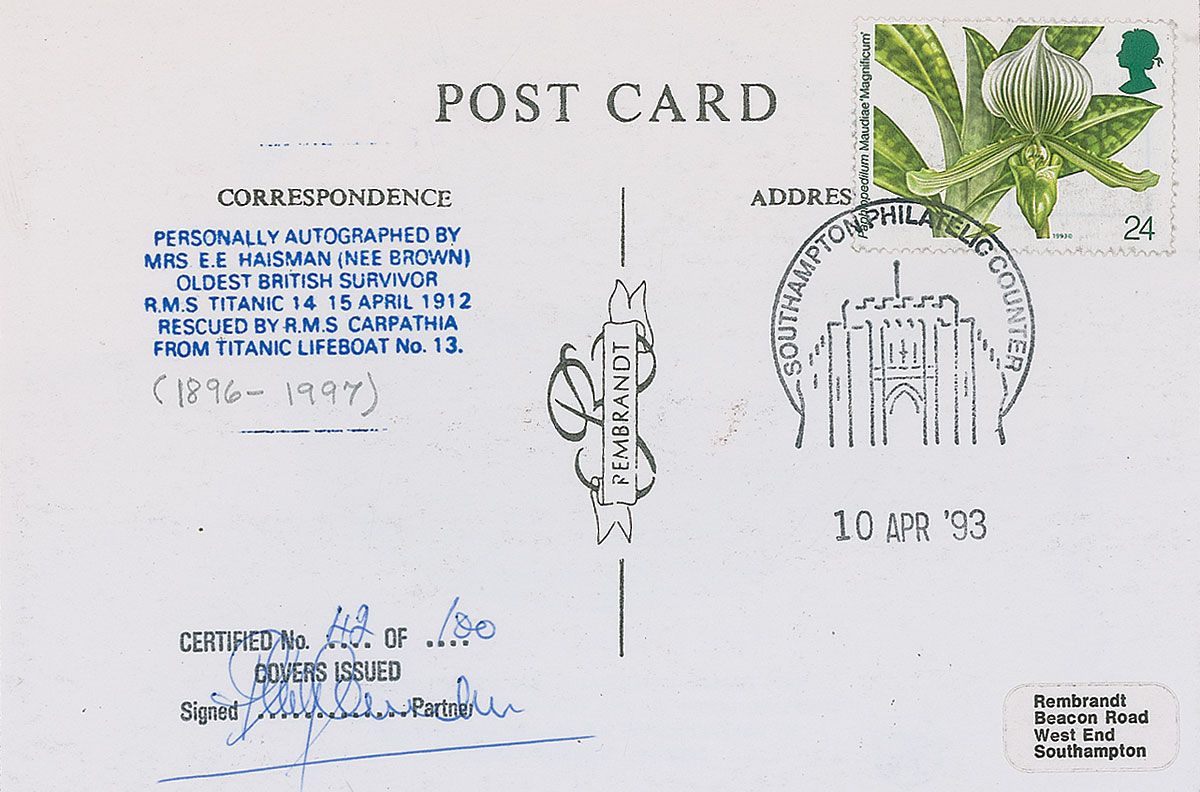 POST CARD
CORRESPONDENCE
PERSONALLY AUTOGRAPHED BY
MRS E.E HAISMAN (NEE BROWN)
OLDEST BRITISH SURVIVOR
R.M.S TITANIC 14 15 APRIL 1912
RESCUED BY R.M.S CARPATHIA
FROM TITANIC LIFEBOAT No. 13.
(1896 - 1997)
REMBRANDT
ADDRES
Paphiopedilum Maudiae 'Magnificum'
1993
24
SOUTHAMPTON PHILATELIC COUNTER
10 APR '93
CERTIFIED No. 42 OF 100
COVERS ISSUED
Signed .............. Partner
Rembrandt
Beacon Road
West End
Southampton